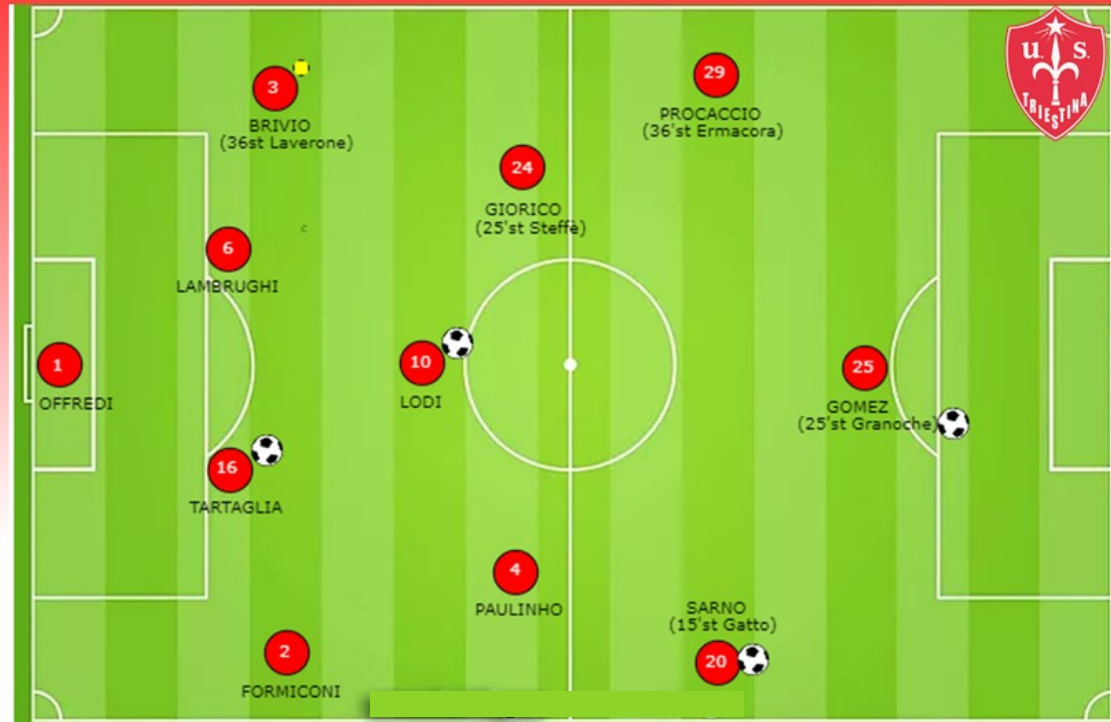 U. S.
TRIESTINA
3
BRIVIO
(36st Laverone)
29
PROCACCIO
(36'st Ermacora)
24
GIORICO
(25'st Steffè)
6
LAMBRUGHI
c
1
OFFREDI
10
LODI
25
GOMEZ
(25'st Granoche)
16
TARTAGLIA
4
PAULINHO
SARNO
(15'st Gatto)
20
2
FORMICONI